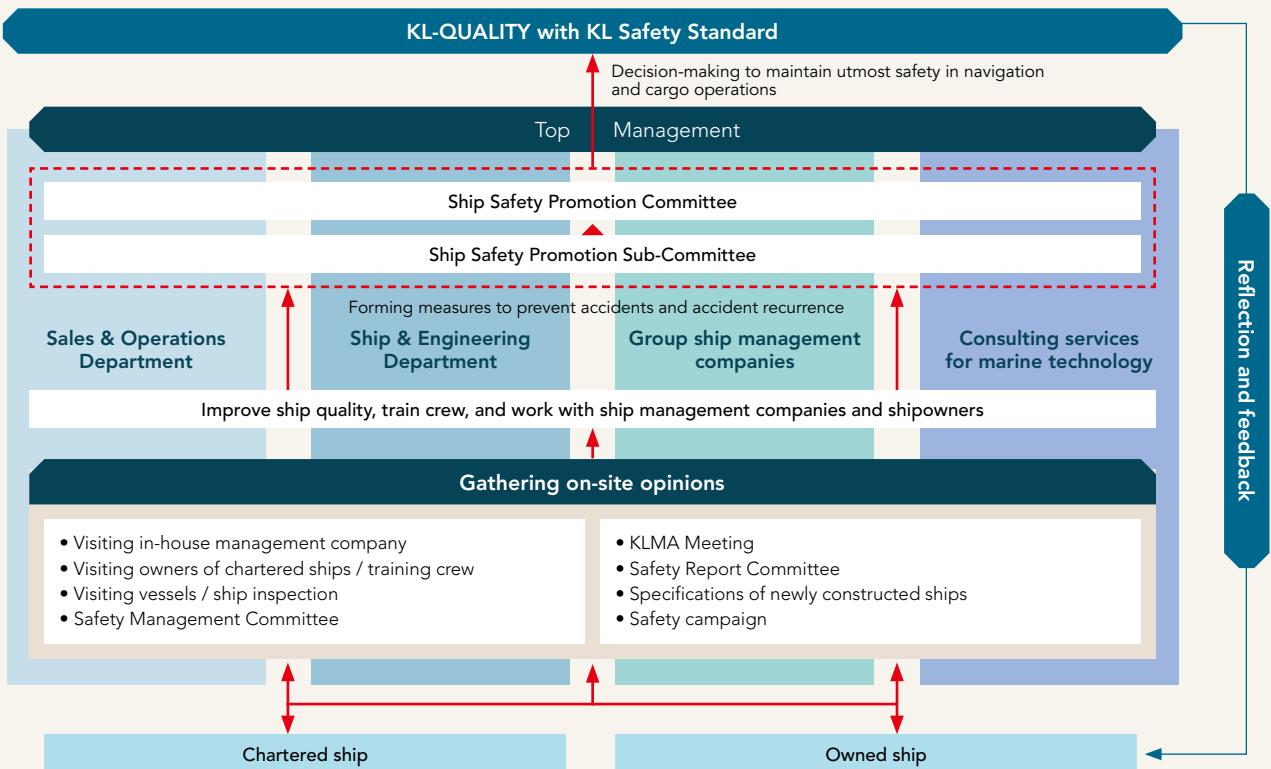 KL-QUALITY with KL Safety Standard
Decision-making to maintain utmost safety in navigation
and cargo operations
Top Management
Ship Safety Promotion Committee
Ship Safety Promotion Sub-Committee
Forming measures to prevent accidents and accident recurrence
Sales & Operations
Department
Ship & Engineering
Department
Group ship management
companies
Consulting services
for marine technology
Improve ship quality, train crew, and work with ship management companies and shipowners
Gathering on-site opinions
• Visiting in-house management company
• Visiting owners of chartered ships / training crew
• Visiting vessels / ship inspection
• Safety Management Committee
• KLMA Meeting
• Safety Report Committee
• Specifications of newly constructed ships
• Safety campaign
Chartered ship
Owned ship
Reflection and feedback